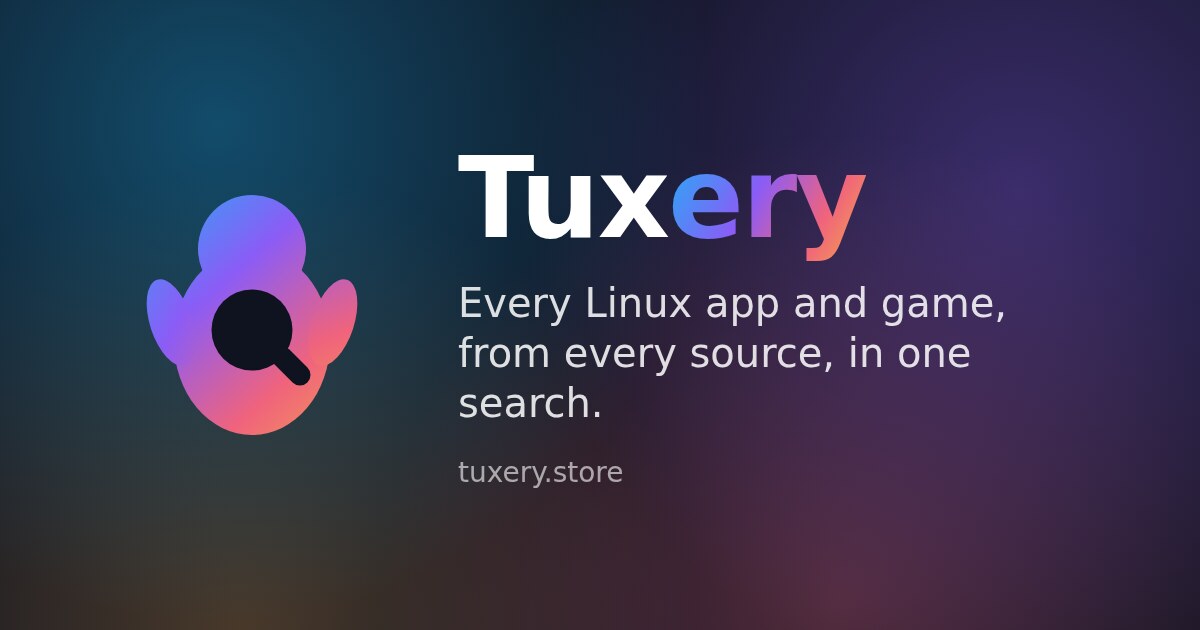 Tuxery
Every Linux app and game,
from every source, in one
search.
tuxery.store